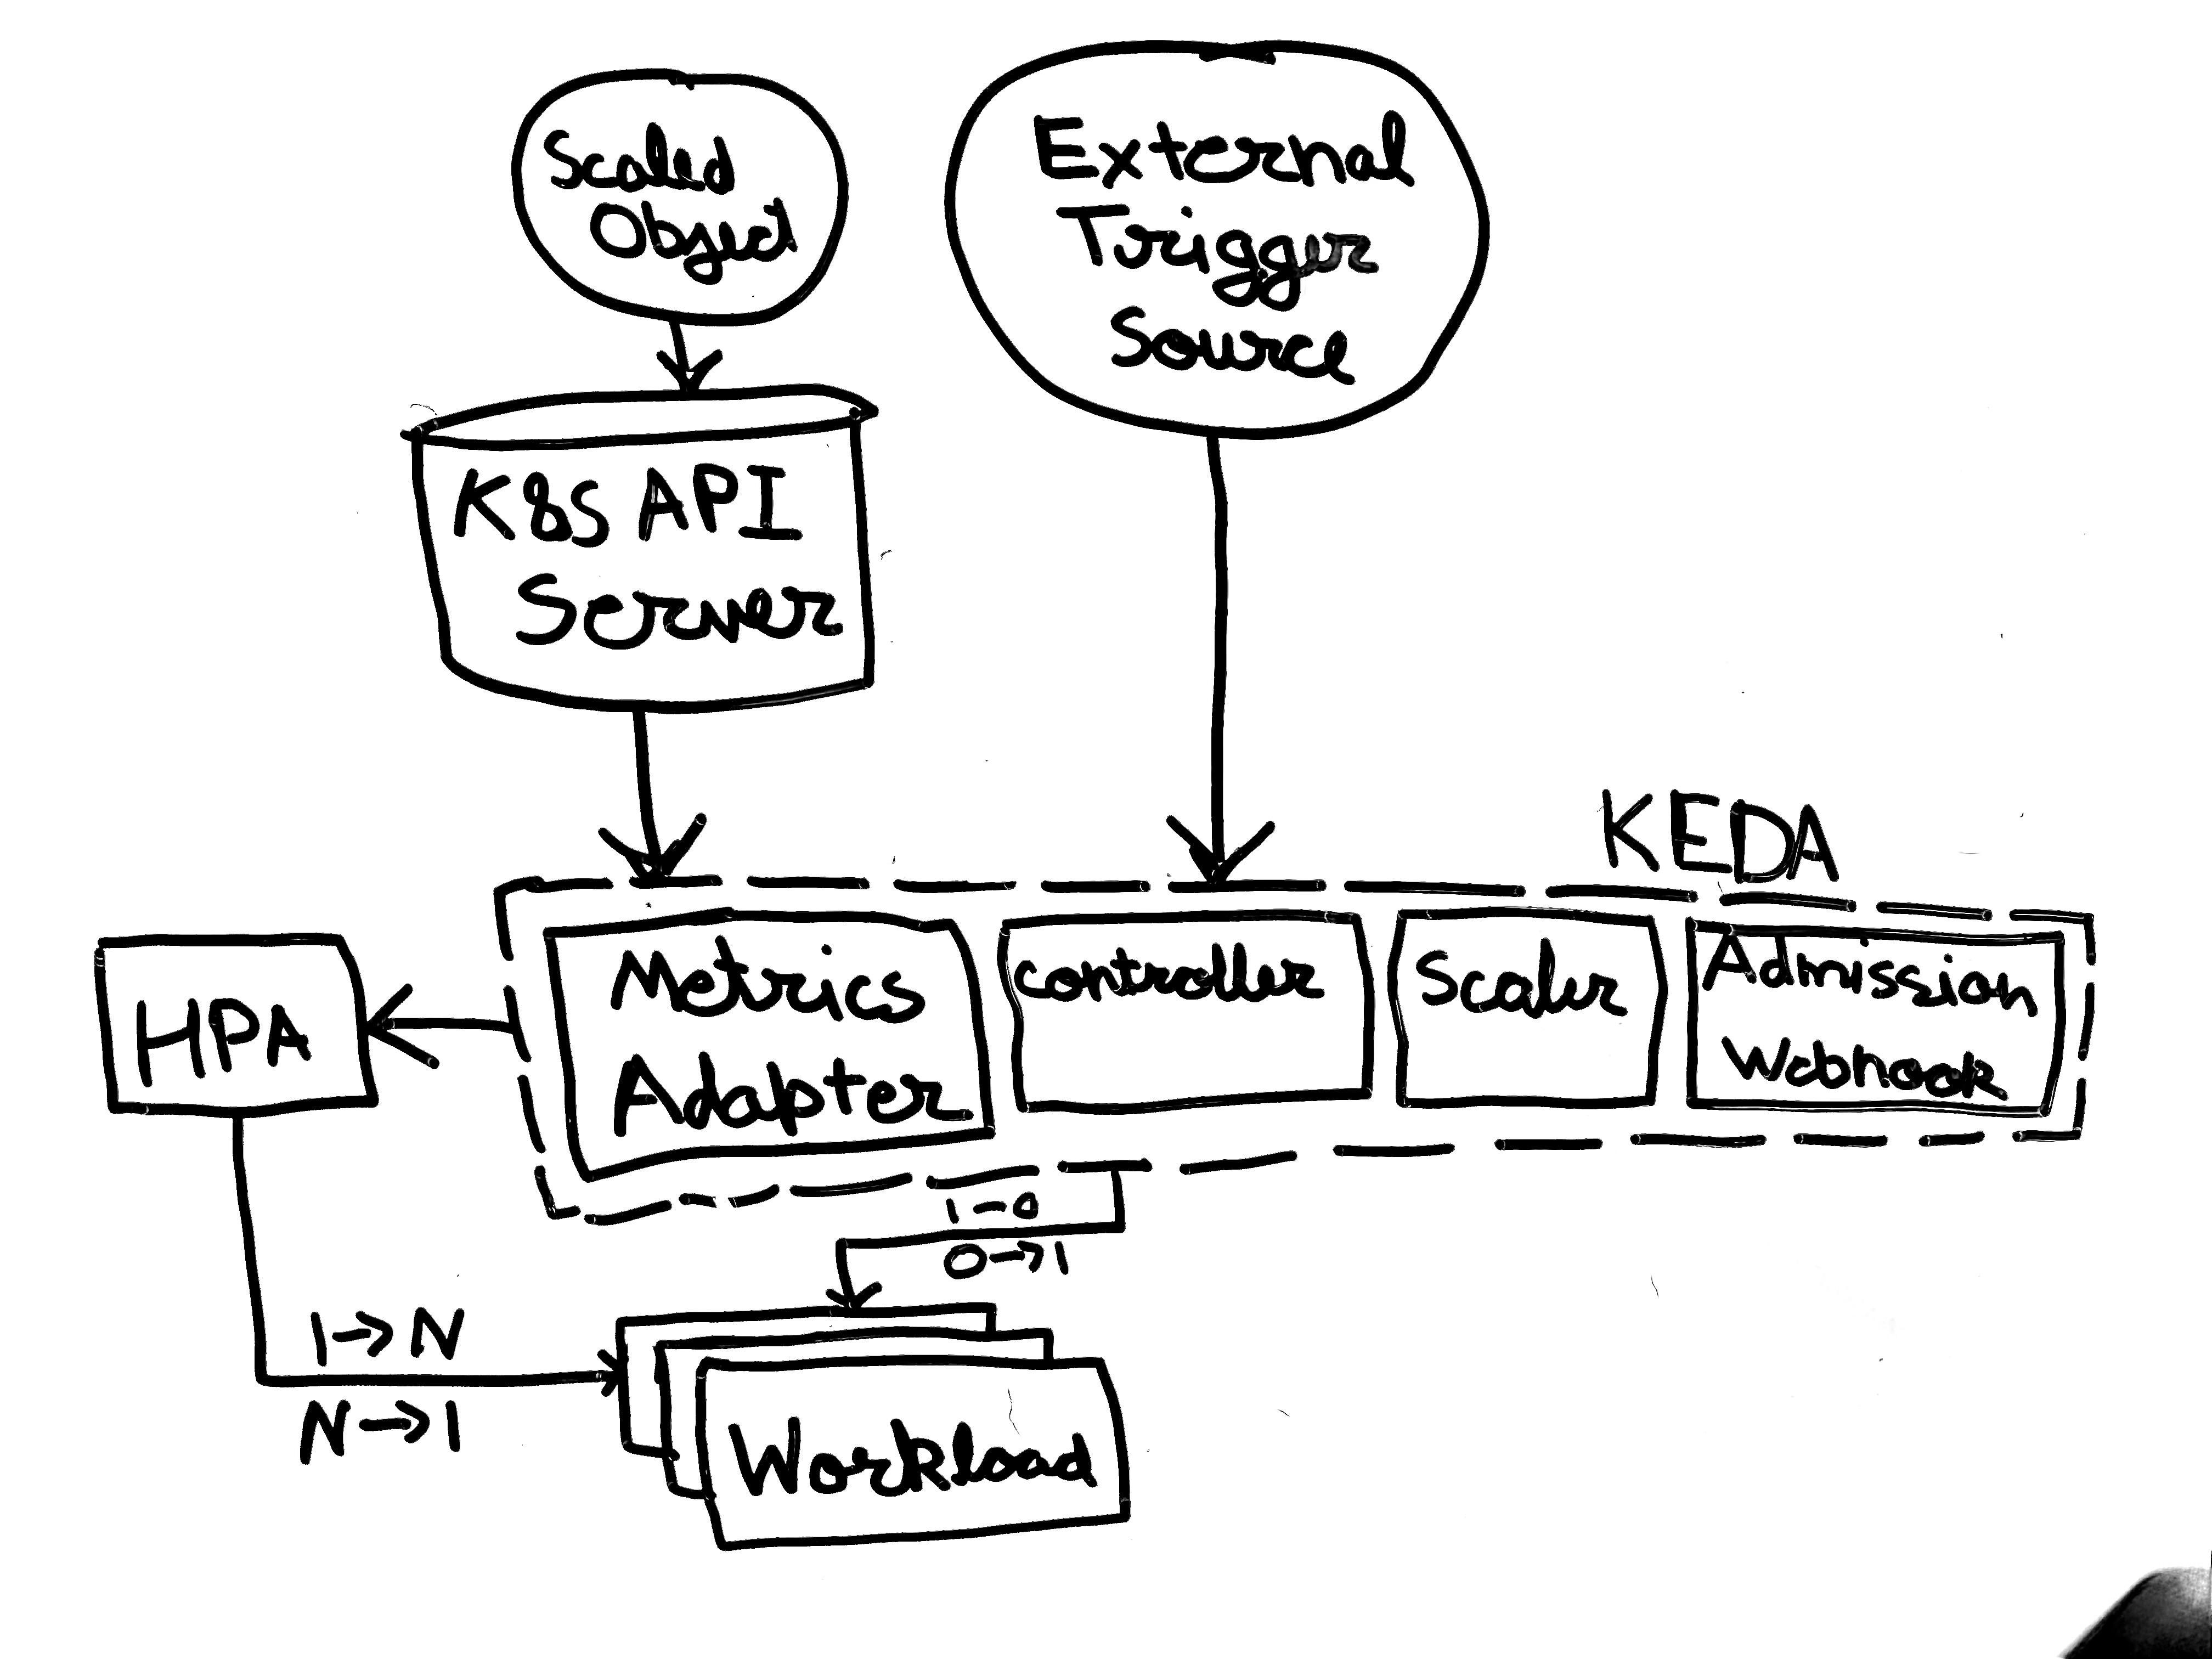 Scaled
Object
External
Trigger
Source
K8S API
Server
KEDA
HPA
Metrics
Adapter
controller
Scaler
Admission
Webhook
1-0
0→1
1→N
N→1
Workload